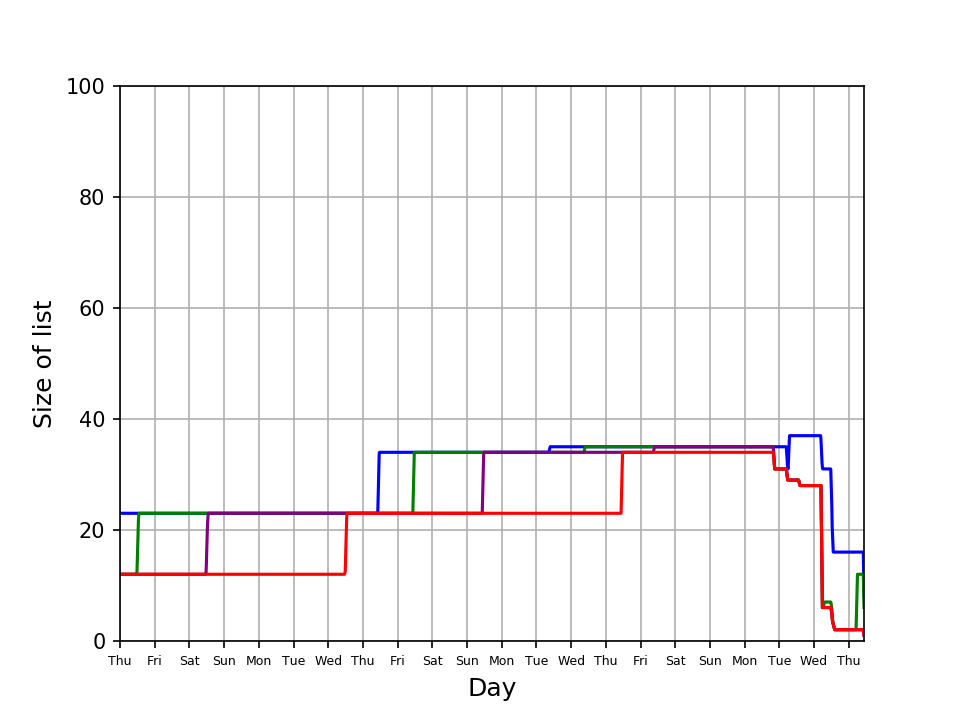 100
80
60
40
20
0
Size of list
Thu Fri Sat Sun Mon Tue Wed Thu Fri Sat Sun Mon Tue Wed Thu Fri Sat Sun Mon Tue Wed Thu
Day